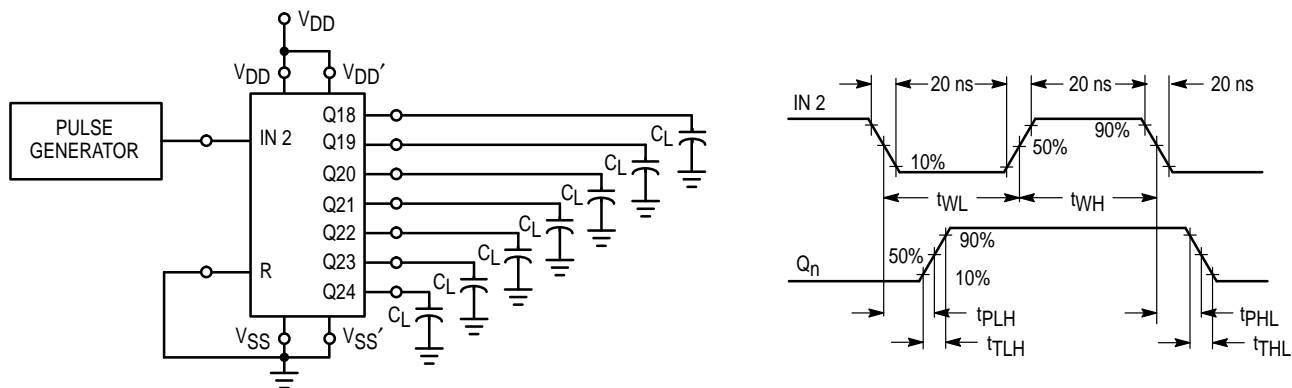 VDD
VDD VDD′
PULSE
GENERATOR
IN 2
R
Q18
Q19
Q20
Q21
Q22
Q23
Q24
CL
CL
CL
CL
CL
CL
CL
VSS VSS′
20 ns 20 ns 20 ns
IN 2
90%
50%
10%
tWL tWH
Qn
90%
50%
10%
tPLH tPHL
tTLH tTHL